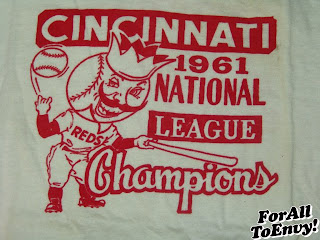 CINCINNATI
1961
NATIONAL
LEAGUE
Champions
REDS
ForAll
ToEnvy!